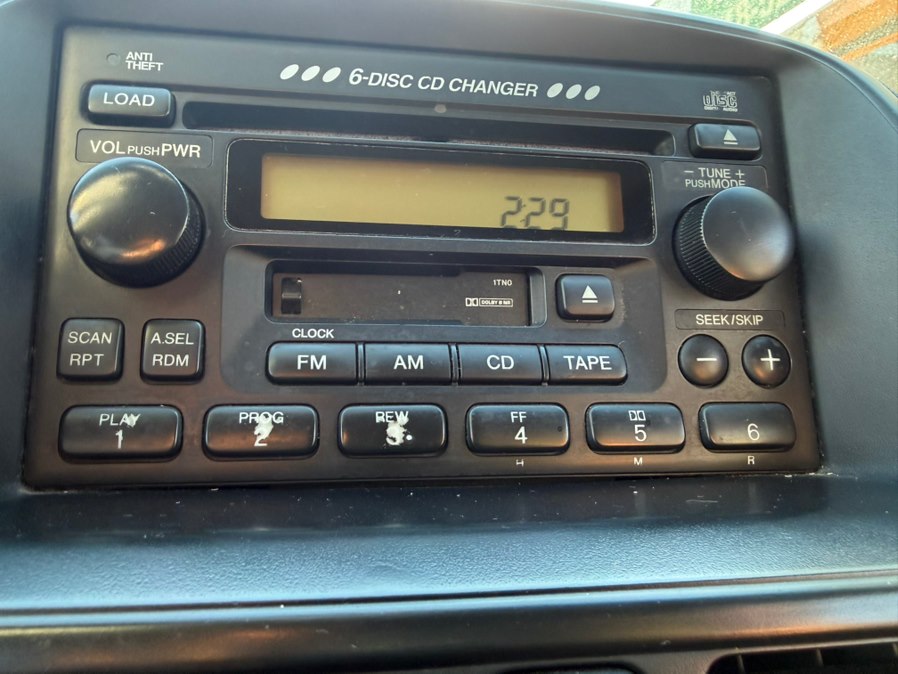 ANTI
THEFT
6-DISC CD CHANGER
LOAD
disc
VOL PUSH PWR
– TUNE +
PUSH MODE
2:29
1TN0
DOLBY B NR
SEEK/SKIP
– +
SCAN
RPT
A.SEL
RDM
CLOCK
FM AM CD TAPE
PLAY
1
PROG
2
REW
3
FF
4
5
6
H M R